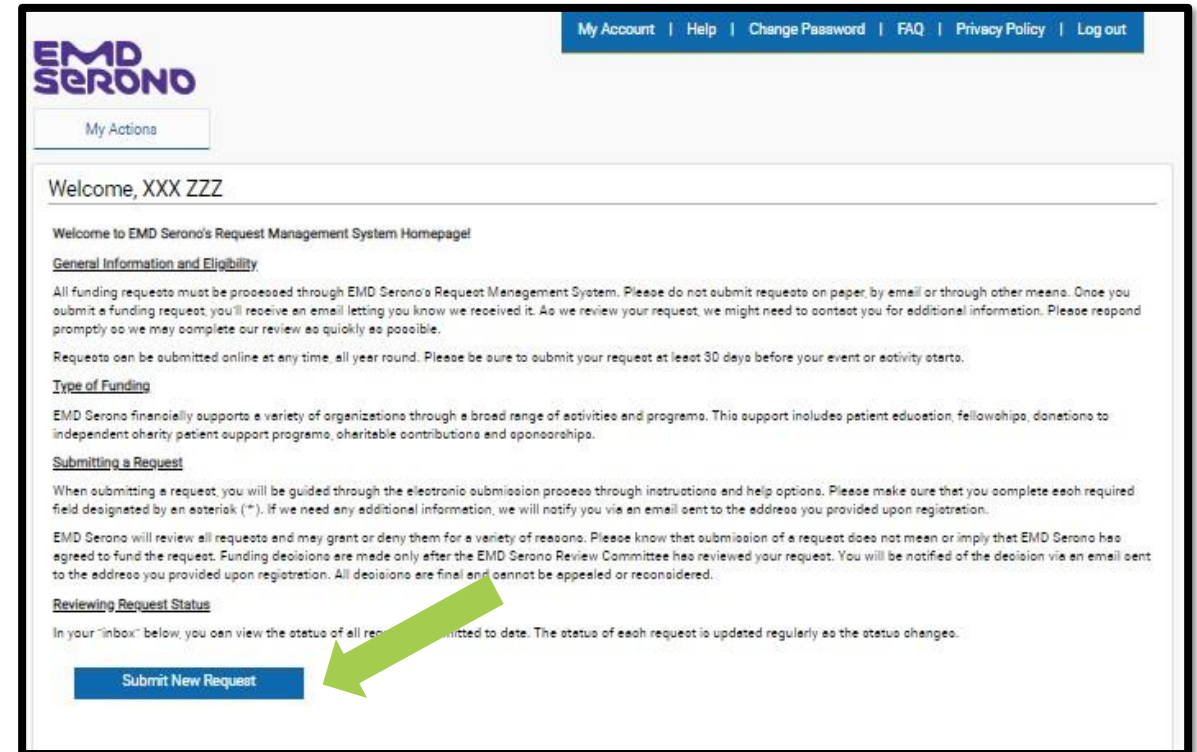 My Account | Help | Change Password | FAQ | Privacy Policy | Log out
EMD
SERONO
My Actions
Welcome, XXX ZZZ
Welcome to EMD Serono's Request Management System Homepage!
General Information and Eligibility
All funding requests must be processed through EMD Serono's Request Management System. Please do not submit requests on paper, by email or through other means. Once you
submit a funding request, you'll receive an email letting you know we received it. As we review your request, we might need to contact you for additional information. Please respond
promptly so we may complete our review as quickly as possible.
Requests can be submitted online at any time, all year round. Please be sure to submit your request at least 30 days before your event or activity starts.
Type of Funding
EMD Serono financially supports a variety of organizations through a broad range of activities and programs. This support includes patient education, fellowships, donations to
independent charity patient support programs, charitable contributions and sponsorships.
Submitting a Request
When submitting a request, you will be guided through the electronic submission process through instructions and help options. Please make sure that you complete each required
field designated by an asterisk (*). If we need any additional information, we will notify you via an email sent to the address you provided upon registration.
EMD Serono will review all requests and may grant or deny them for a variety of reasons. Please know that submission of a request does not mean or imply that EMD Serono has
agreed to fund the request. Funding decisions are made only after the EMD Serono Review Committee has reviewed your request. You will be notified of the decision via an email sent
to the address you provided upon registration. All decisions are final and cannot be appealed or reconsidered.
Reviewing Request Status
In your "inbox" below, you can view the status of all to date. The status of each request is updated regularly as the status changes.
Submit New Request